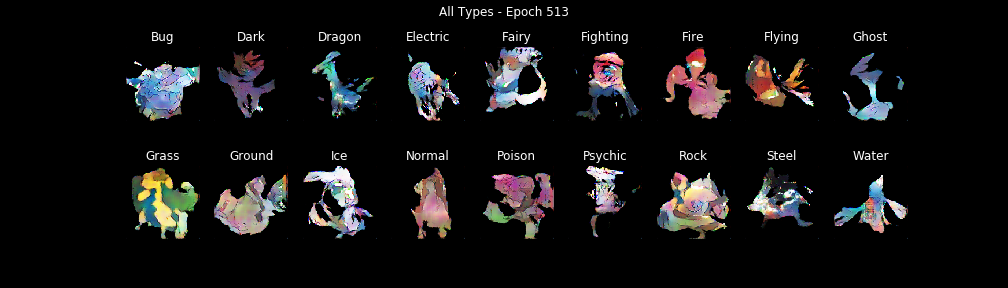 All Types - Epoch 513
Bug Dark Dragon Electric Fairy Fighting Fire Flying Ghost
Grass Ground Ice Normal Poison Psychic Rock Steel Water